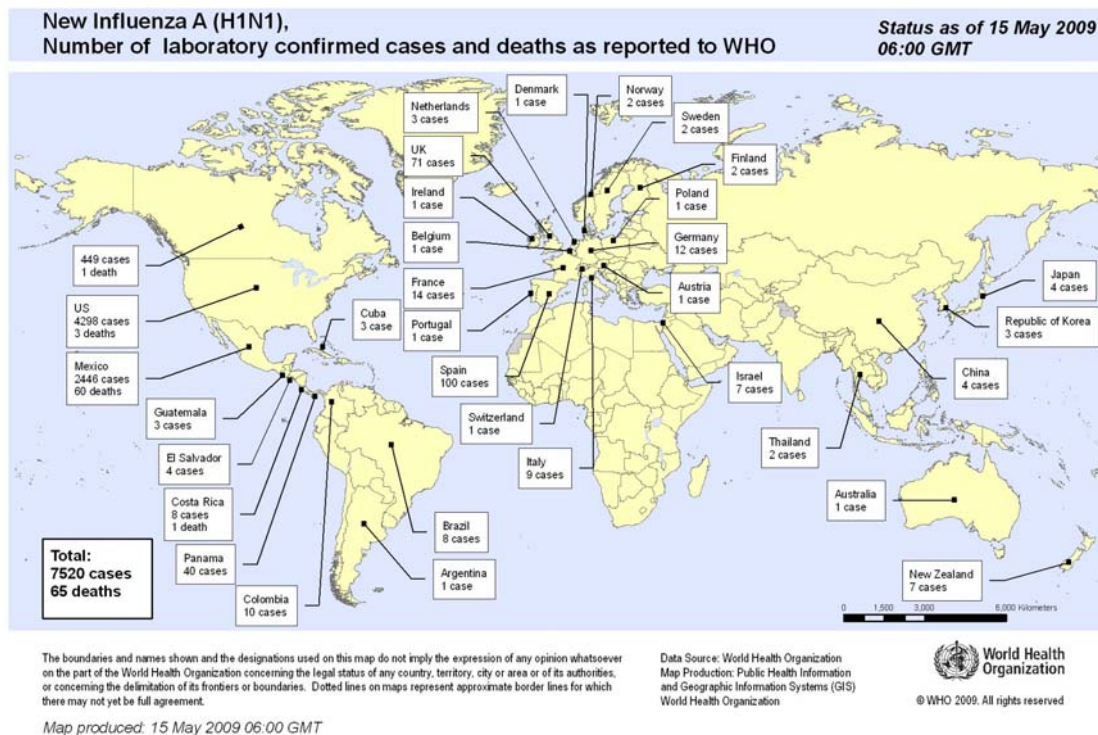 New Influenza A (H1N1),
Number of laboratory confirmed cases and deaths as reported to WHO
Status as of 15 May 2009
06:00 GMT
Netherlands
3 cases
Denmark
1 case
Norway
2 cases
Sweden
2 cases
UK
71 cases
Finland
2 cases
Ireland
1 case
Poland
1 case
Belgium
1 case
Germany
12 cases
449 cases
1 death
France
14 cases
Austria
1 case
Japan
4 cases
US
4298 cases
3 deaths
Cuba
3 case
Portugal
1 case
Republic of Korea
3 cases
Mexico
2446 cases
60 deaths
Spain
100 cases
Israel
7 cases
China
4 cases
Guatemala
3 cases
Switzerland
1 case
El Salvador
4 cases
Italy
9 cases
Thailand
2 cases
Costa Rica
8 cases
1 death
Brazil
8 cases
Australia
1 case
Panama
40 cases
Argentina
1 case
New Zealand
7 cases
Colombia
10 cases
Total:
7520 cases
65 deaths
0 1,500 3,000 6,000 Kilometers
The boundaries and names shown and the designations used on this map do not imply the expression of any opinion whatsoever
on the part of the World Health Organization concerning the legal status of any country, territory, city or area or of its authorities,
or concerning the delimitation of its frontiers or boundaries. Dotted lines on maps represent approximate border lines for which
there may not yet be full agreement.
Data Source: World Health Organization
Map Production: Public Health Information
and Geographic Information Systems (GIS)
World Health Organization
World Health
Organization
© WHO 2009. All rights reserved
Map produced: 15 May 2009 06:00 GMT